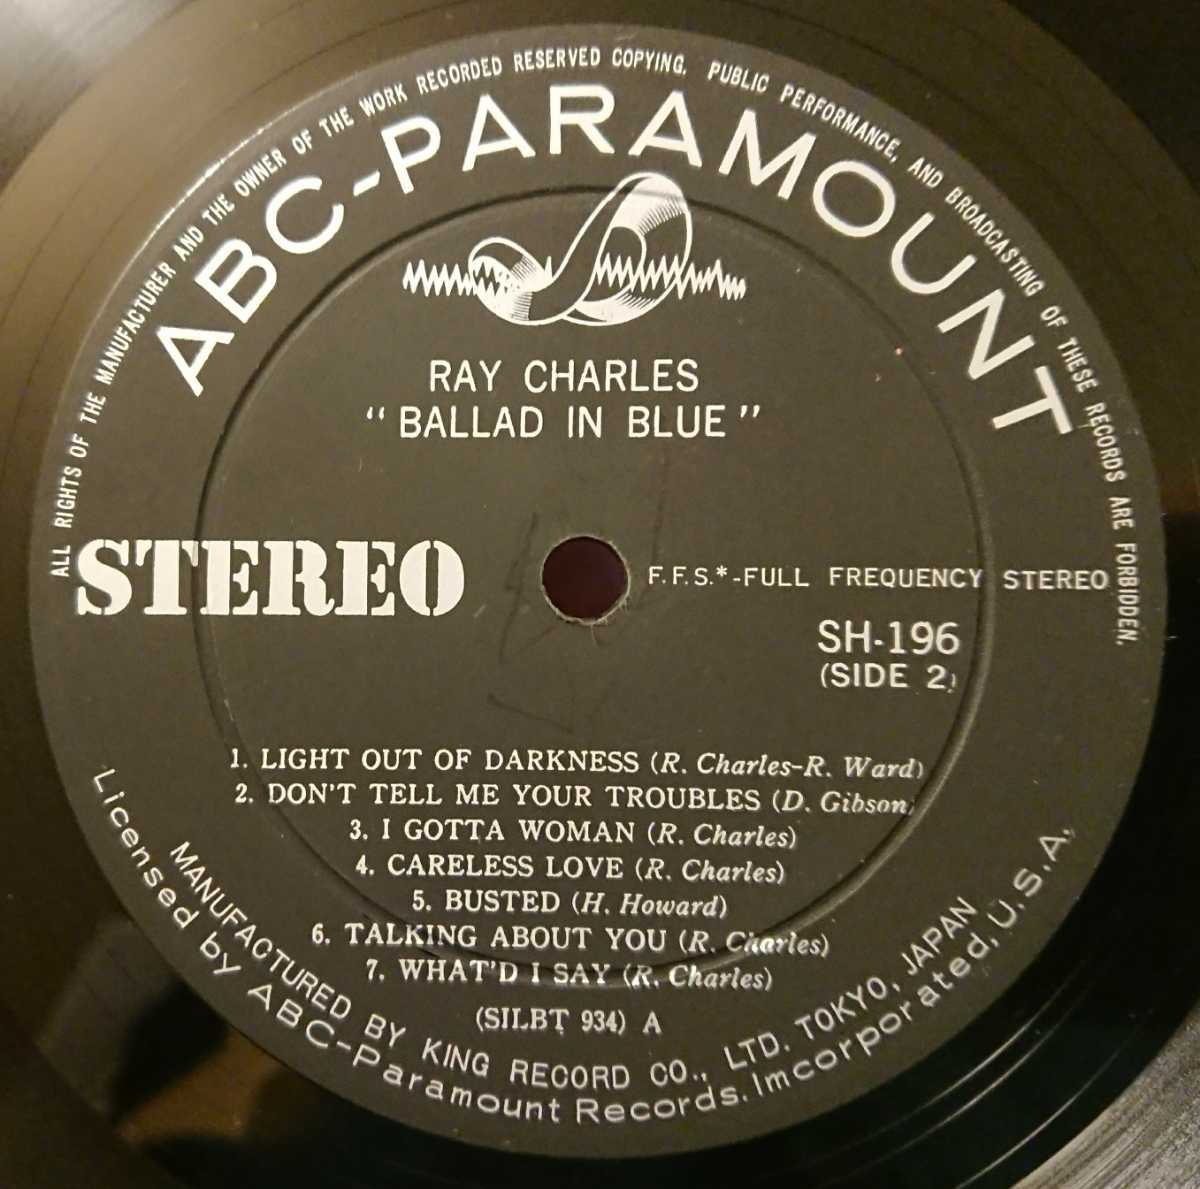 ALL RIGHTS OF THE MANUFACTURER AND THE OWNER OF THE WORK RECORDED RESERVED COPYING. PUBLIC PERFORMANCE, AND BROADCASTING OF THESE RECORDS ARE FORBIDDEN.
ABC-PARAMOUNT
RAY CHARLES
“BALLAD IN BLUE”
STEREO
F.F.S.*-FULL FREQUENCY STEREO
SH-196
(SIDE 2)
1. LIGHT OUT OF DARKNESS (R. Charles-R. Ward)
2. DON'T TELL ME YOUR TROUBLES (D. Gibson)
3. I GOTTA WOMAN (R. Charles)
4. CARELESS LOVE (R. Charles)
5. BUSTED (H. Howard)
6. TALKING ABOUT YOU (R. Charles)
7. WHAT'D I SAY (R. Charles)
(SILBT 934) A
MANUFACTURED BY KING RECORD CO., LTD. TOKYO, JAPAN
Licensed by ABC-Paramount Records. Imcorporated, U.S.A.